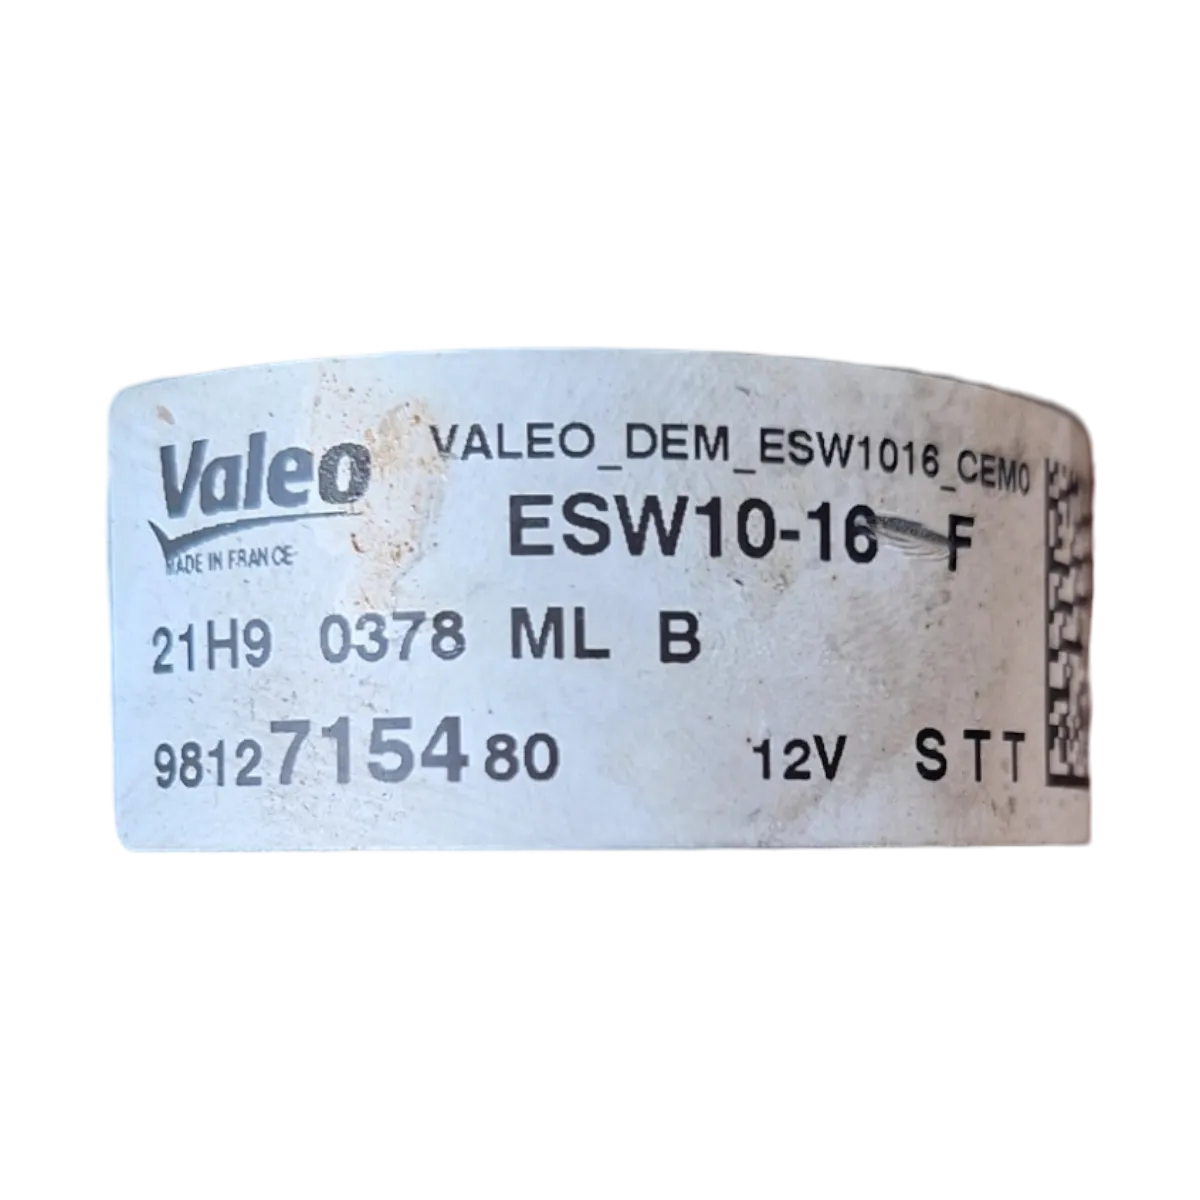 Valeo
MADE IN FRANCE
VALEO_DEM_ESW1016_CEM0
ESW10-16 F
21H9 0378 ML B
9812715480 12V STT